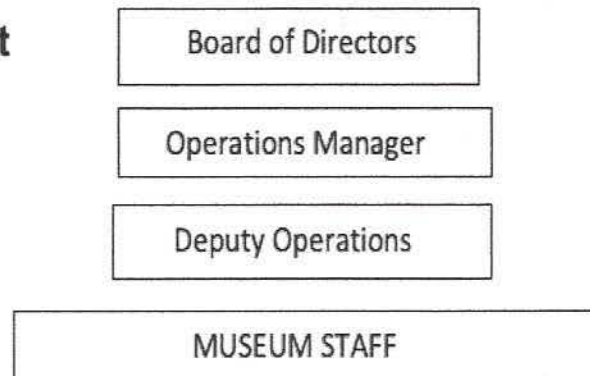 t
Board of Directors
Operations Manager
Deputy Operations
MUSEUM STAFF